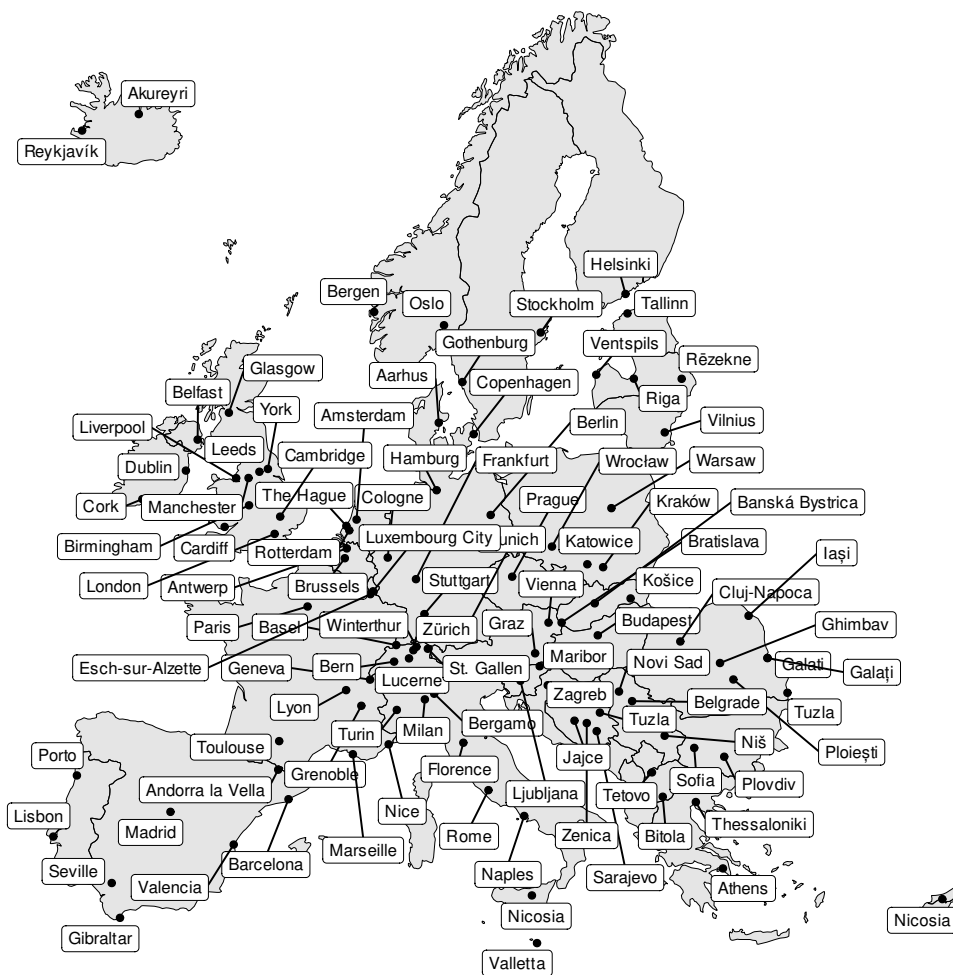 Akureyri
Reykjavík
Helsinki
Bergen
Oslo
Stockholm
Tallinn
Gothenburg
Ventspils
Rēzekne
Glasgow
Aarhus
Copenhagen
Belfast
Riga
York
Amsterdam
Berlin
Vilnius
Liverpool
Leeds
Cambridge
Hamburg
Frankfurt
Wrocław
Warsaw
Dublin
The Hague
Cologne
Prague
Kraków
Banská Bystrica
Cork
Manchester
Birmingham
Cardiff
Rotterdam
Luxembourg City
unich
Katowice
Bratislava
Iași
London
Antwerp
Brussels
Stuttgart
Vienna
Košice
Cluj-Napoca
Paris
Basel
Winterthur
Zürich
Graz
Budapest
Ghimbav
Esch-sur-Alzette
Geneva
Bern
Lucerne
St. Gallen
Maribor
Novi Sad
Galati
Galați
Lyon
Zagreb
Belgrade
Tuzla
Tuzla
Turin
Milan
Bergamo
Niš
Ploiești
Porto
Toulouse
Grenoble
Florence
Jajce
Andorra la Vella
Ljubljana
Tetovo
Sofia
Plovdiv
Lisbon
Madrid
Nice
Rome
Zenica
Bitola
Thessaloniki
Seville
Valencia
Barcelona
Marseille
Naples
Sarajevo
Athens
Gibraltar
Nicosia
Nicosia
Valletta